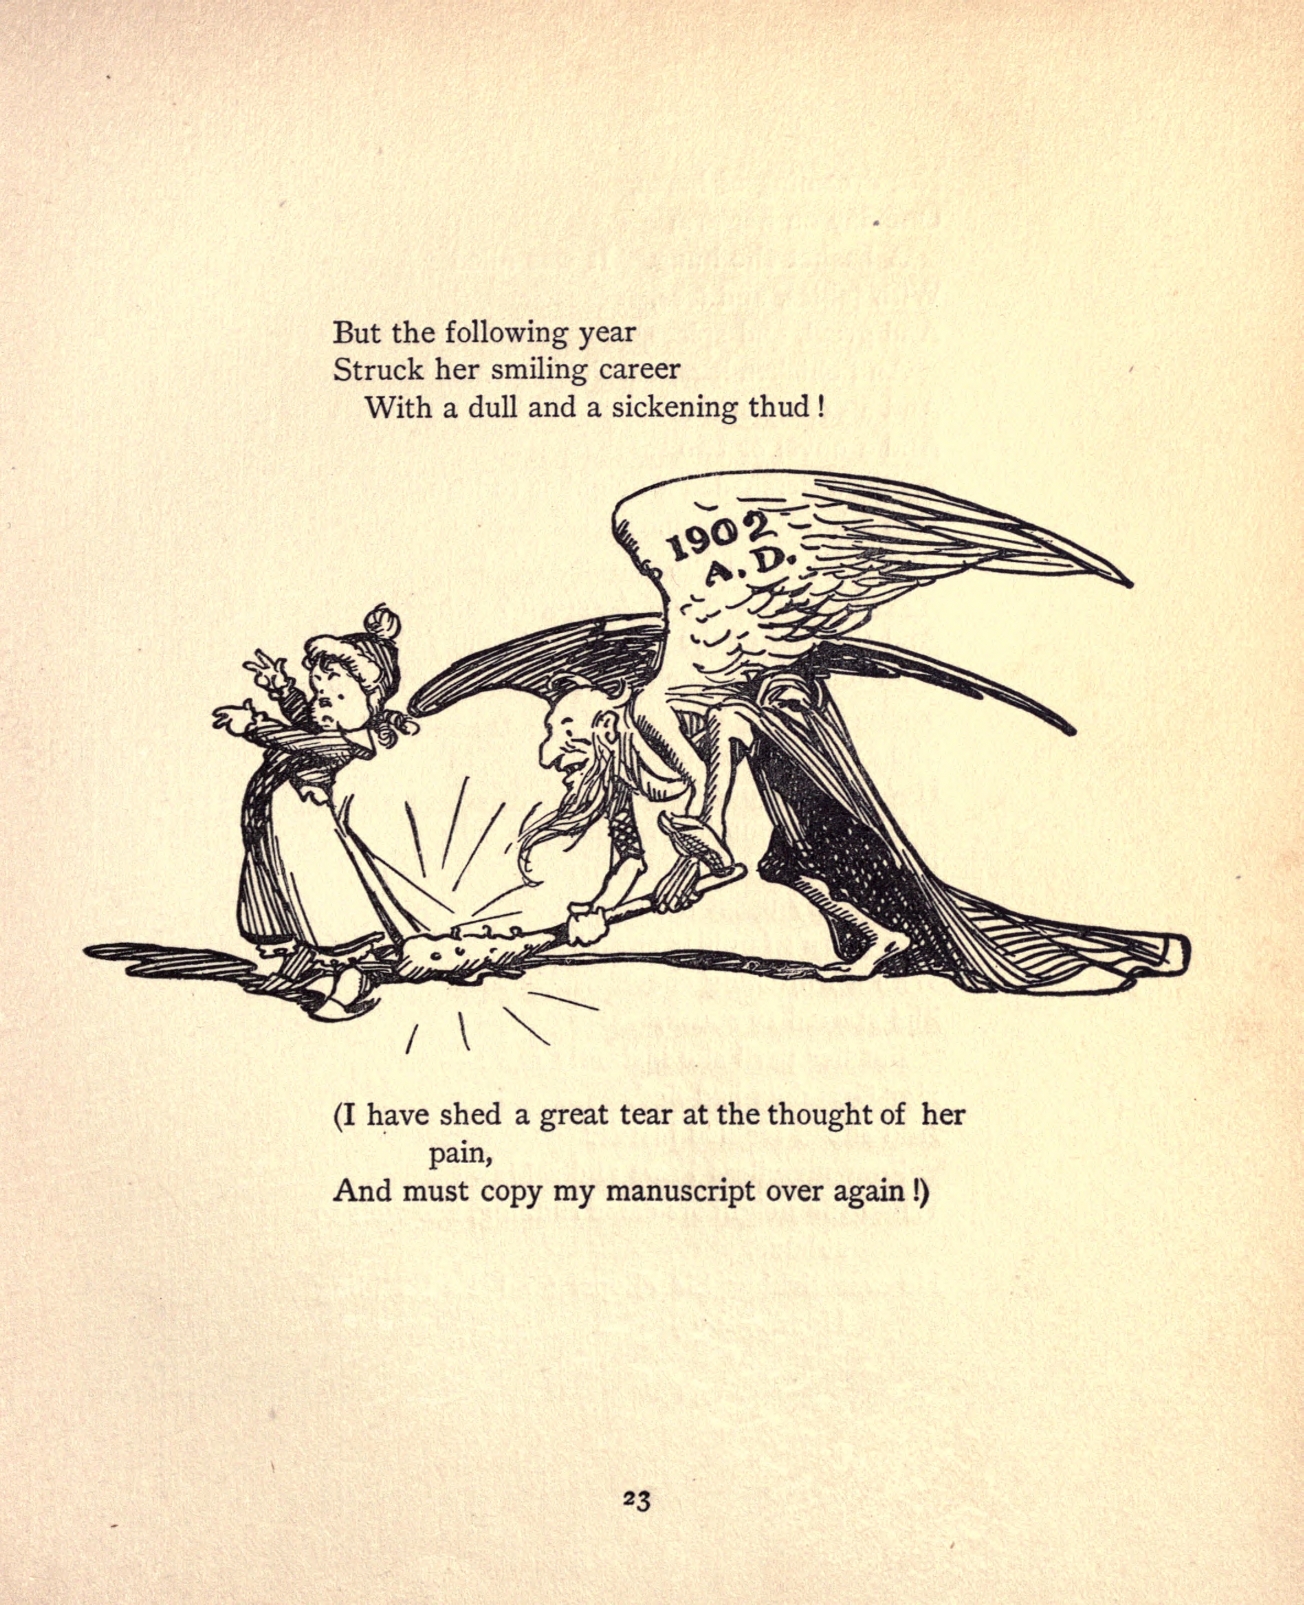 But the following year
Struck her smiling career
With a dull and a sickening thud!
1902
A. D.
(I have shed a great tear at the thought of her
pain,
And must copy my manuscript over again!)
23